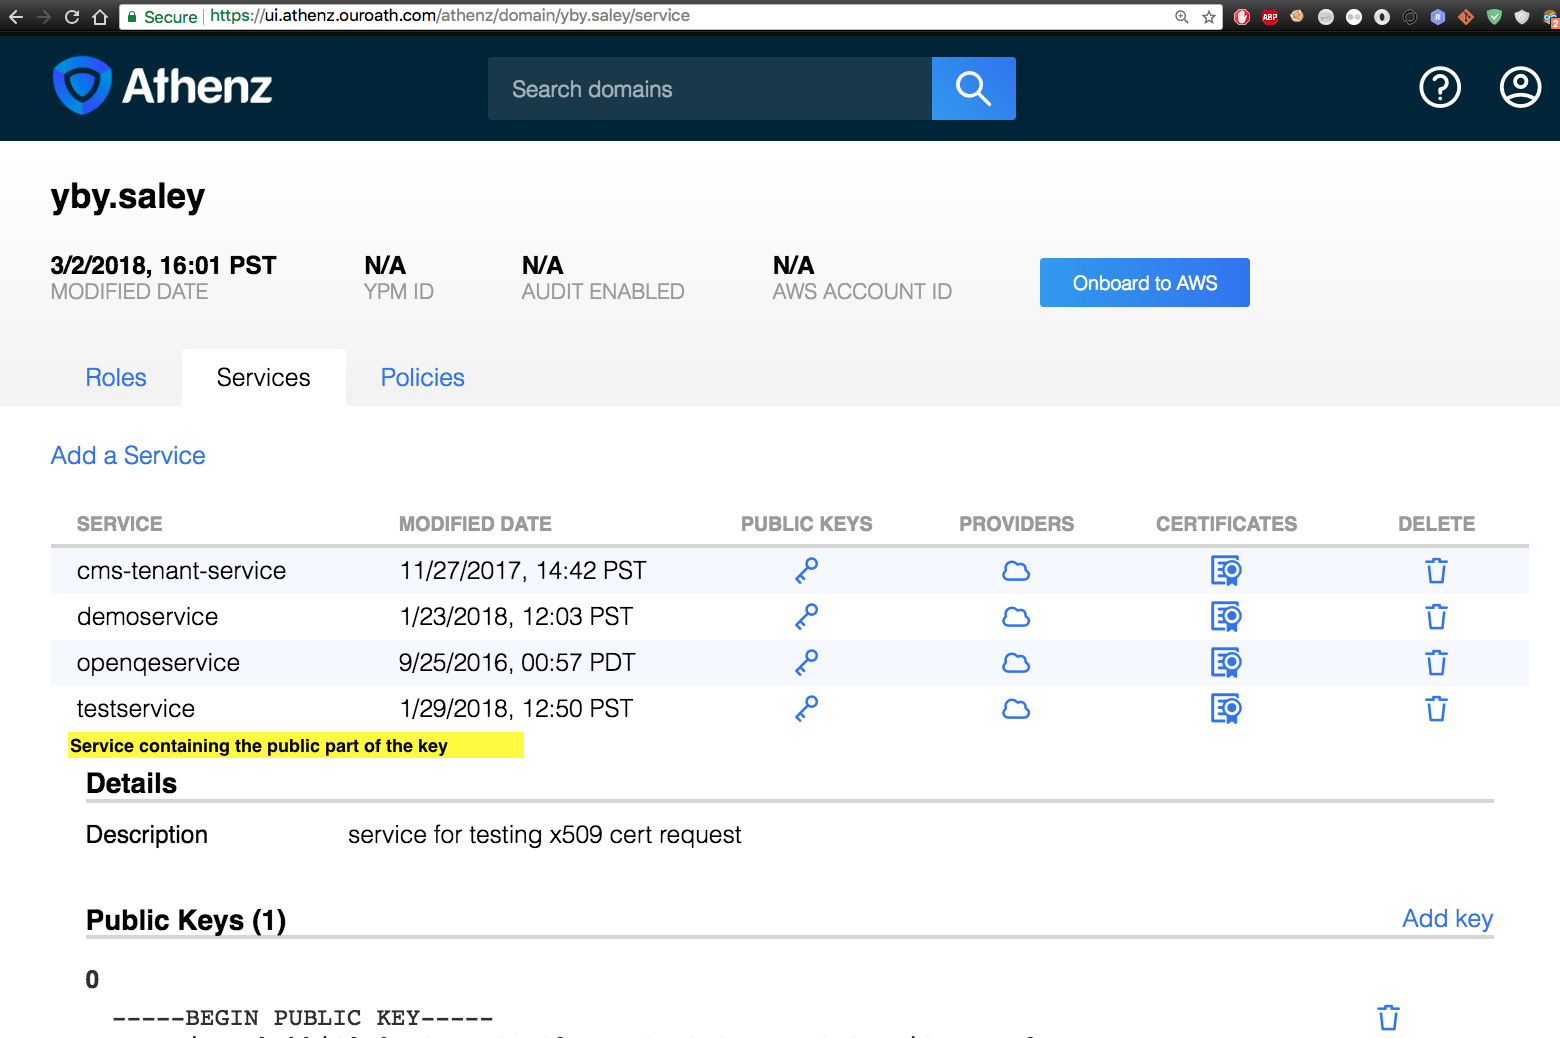 Secure | https://ui.athenz.ouroath.com/athenz/domain/yby.saley/service
ABP
R
2
Athenz
Search domains
?
yby.saley
3/2/2018, 16:01 PST N/A N/A N/A
MODIFIED DATE YPM ID AUDIT ENABLED AWS ACCOUNT ID Onboard to AWS
Roles Services Policies
Add a Service
SERVICE MODIFIED DATE PUBLIC KEYS PROVIDERS CERTIFICATES DELETE
cms-tenant-service 11/27/2017, 14:42 PST
demoservice 1/23/2018, 12:03 PST
openqeservice 9/25/2016, 00:57 PDT
testservice 1/29/2018, 12:50 PST
Service containing the public part of the key
Details
Description service for testing x509 cert request
Public Keys (1) Add key
0
-----BEGIN PUBLIC KEY-----